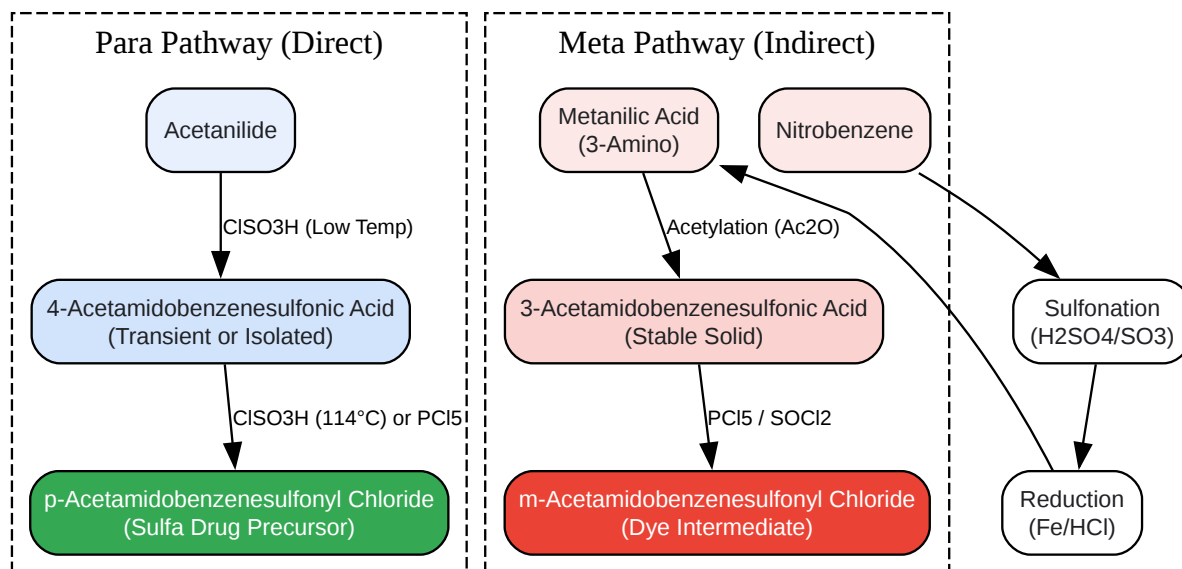 Para Pathway (Direct)
Acetanilide
ClSO3H (Low Temp)
4-Acetamidobenzenesulfonic Acid
(Transient or Isolated)
ClSO3H (114°C) or PCl5
p-Acetamidobenzenesulfonyl Chloride
(Sulfa Drug Precursor)
Meta Pathway (Indirect)
Metanilic Acid
(3-Amino)
Nitrobenzene
Acetylation (Ac2O)
3-Acetamidobenzenesulfonic Acid
(Stable Solid)
Sulfonation
(H2SO4/SO3)
PCl5 / SOCl2
m-Acetamidobenzenesulfonyl Chloride
(Dye Intermediate)
Reduction
(Fe/HCl)